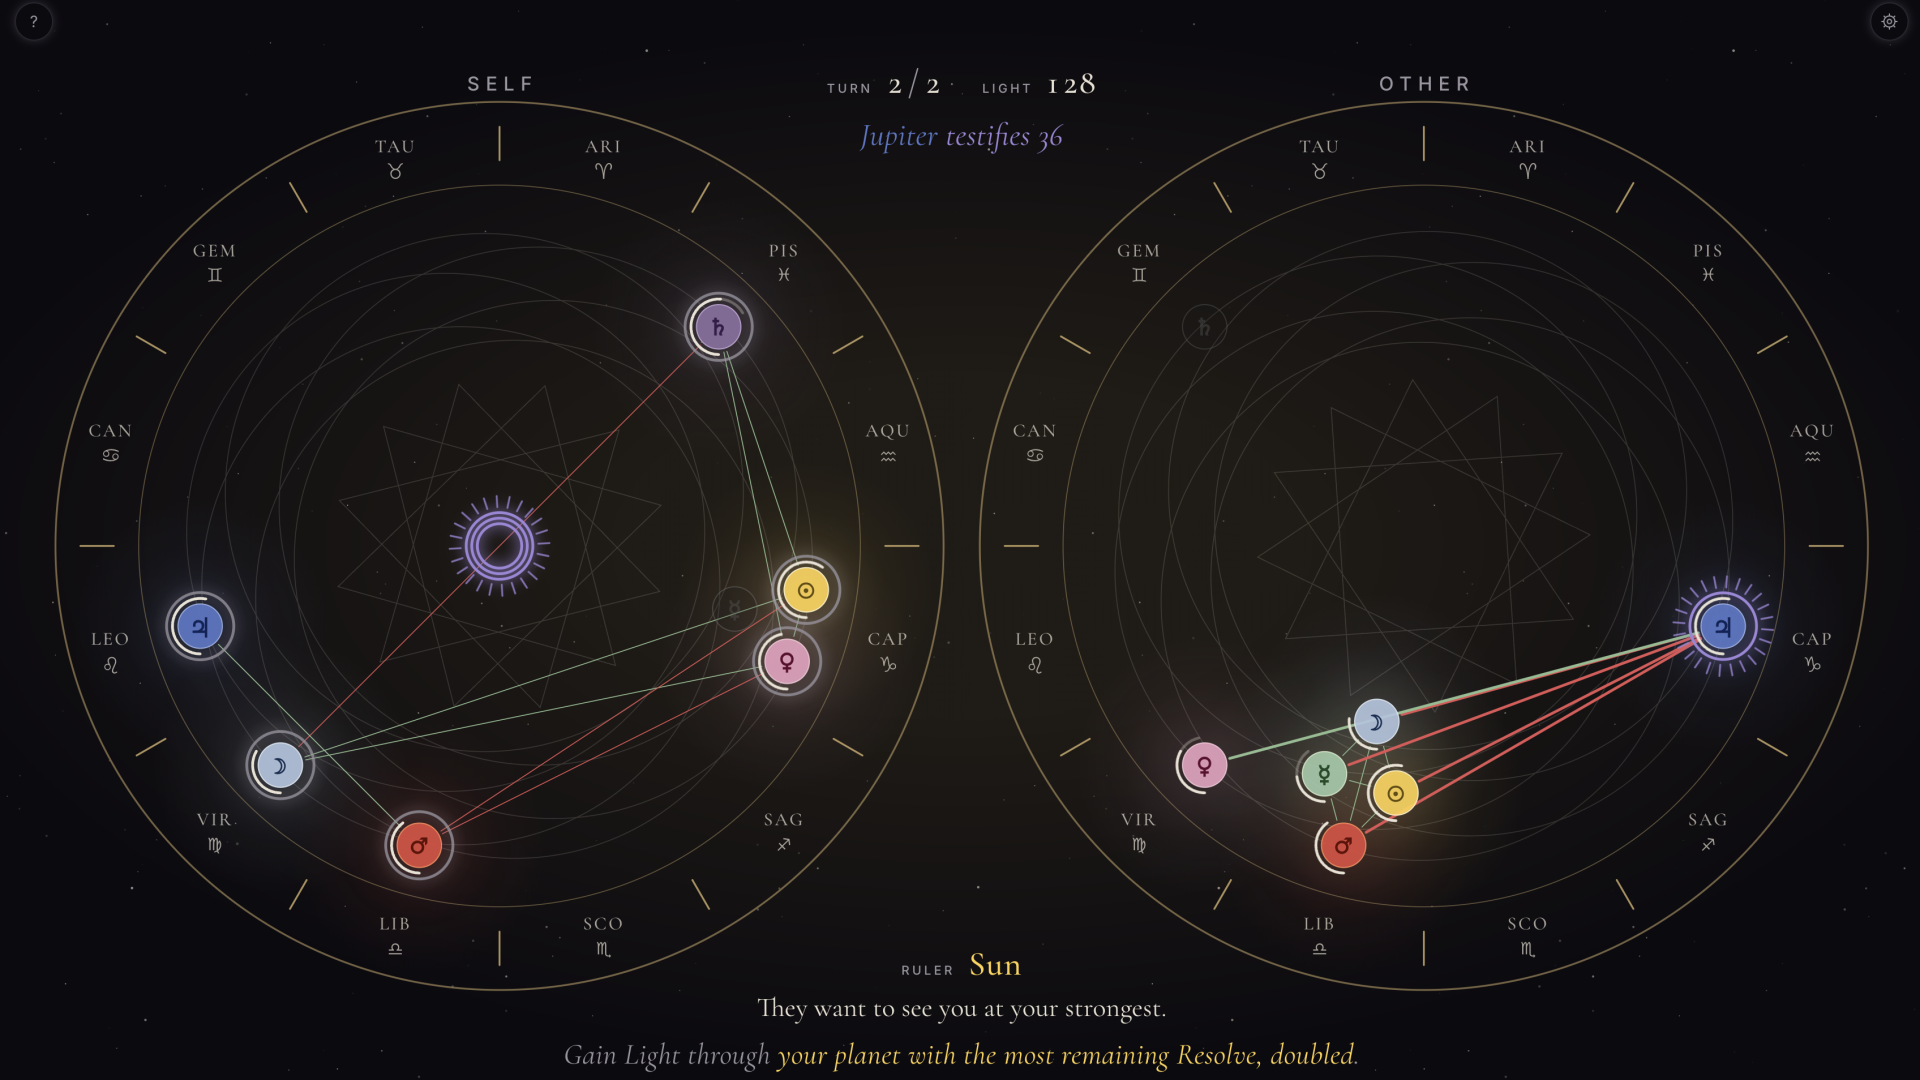 ?
SELF
TURN 2/2 LIGHT 128
OTHER
Jupiter testifies 36
TAU
♉
ARI
♈
GEM
♊
PIS
♓
CAN
♋
AQU
♒
LEO
♌
CAP
♑
VIR
♍
SAG
♐
LIB
♎
SCO
♏
♄
☉
☿
♃
♀
☽
♂
TAU
♉
ARI
♈
GEM
♊
PIS
♓
CAN
♋
AQU
♒
LEO
♌
CAP
♑
VIR
♍
SAG
♐
LIB
♎
SCO
♏
♄
♃
☽
♀
☿
☉
♂
RULER Sun
They want to see you at your strongest.
Gain Light through your planet with the most remaining Resolve, doubled.